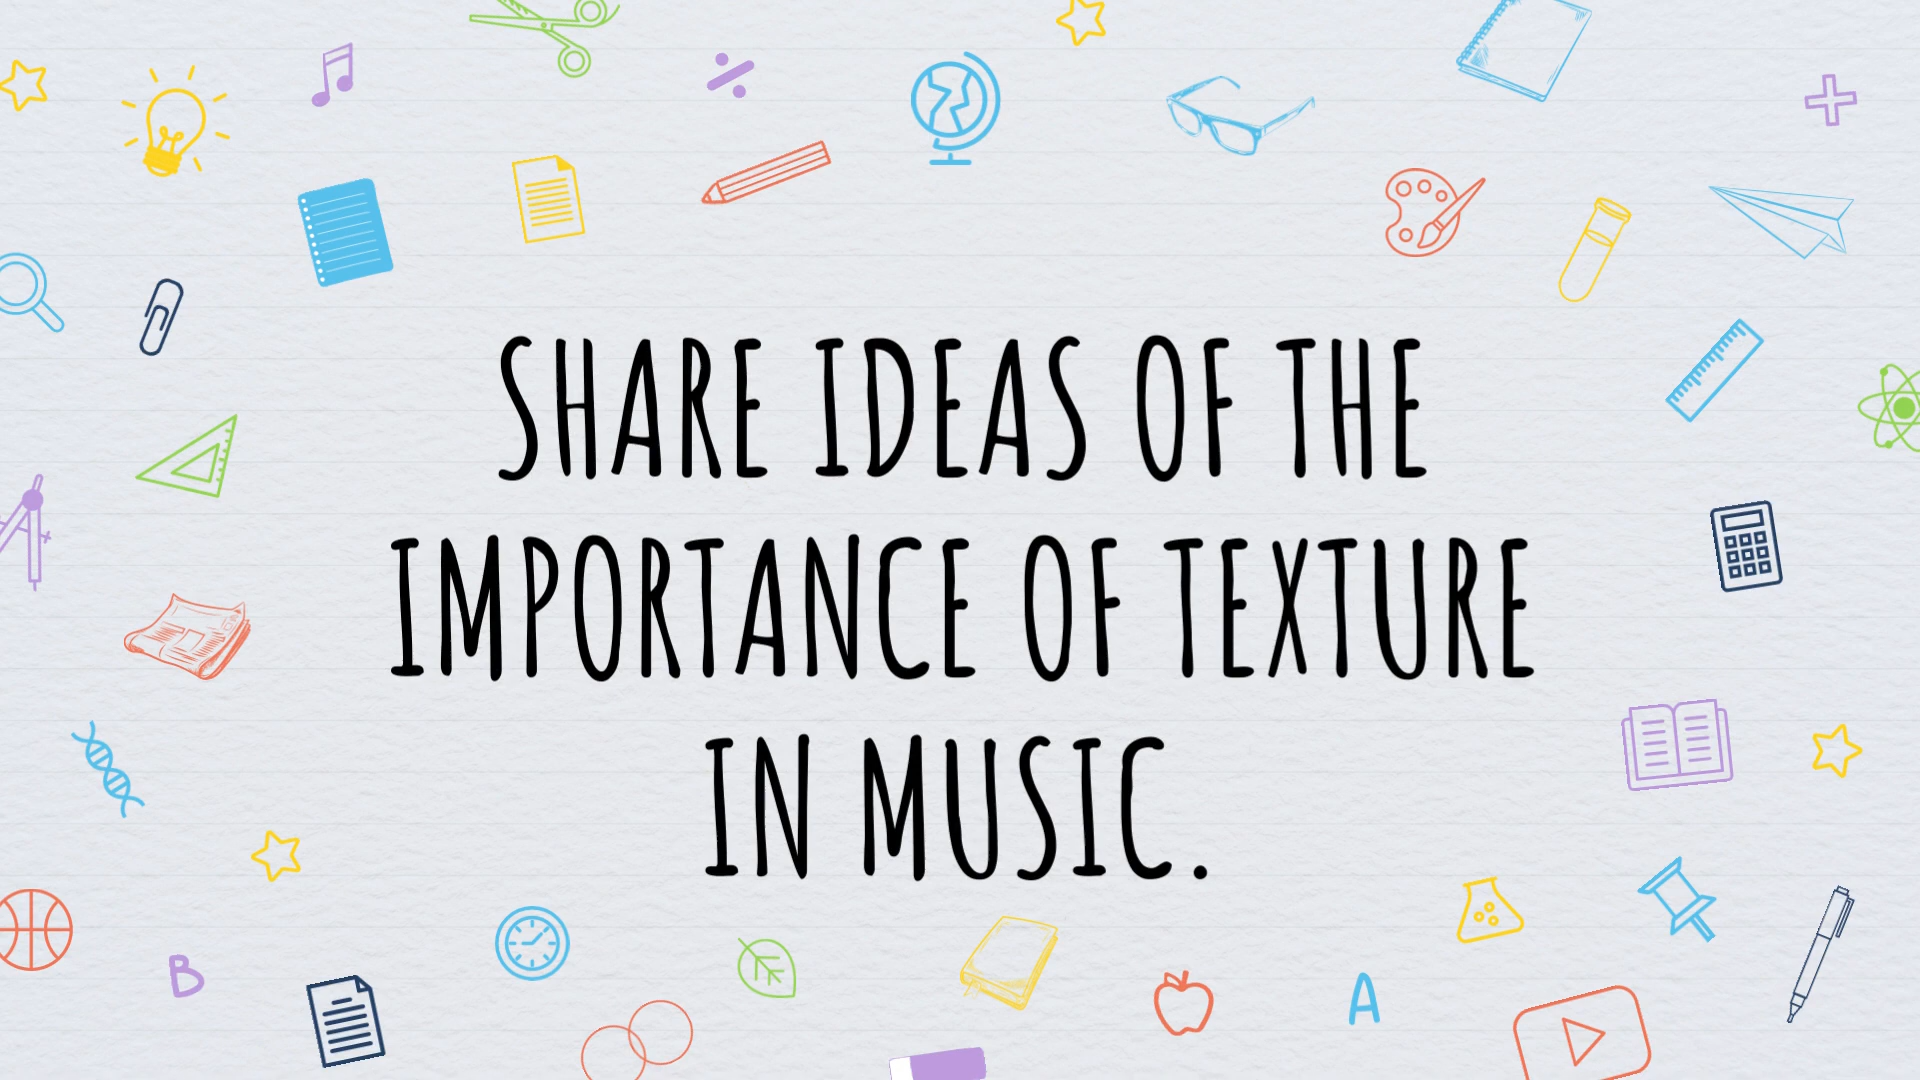 SHARE IDEAS OF THE
IMPORTANCE OF TEXTURE
IN MUSIC.
B
A